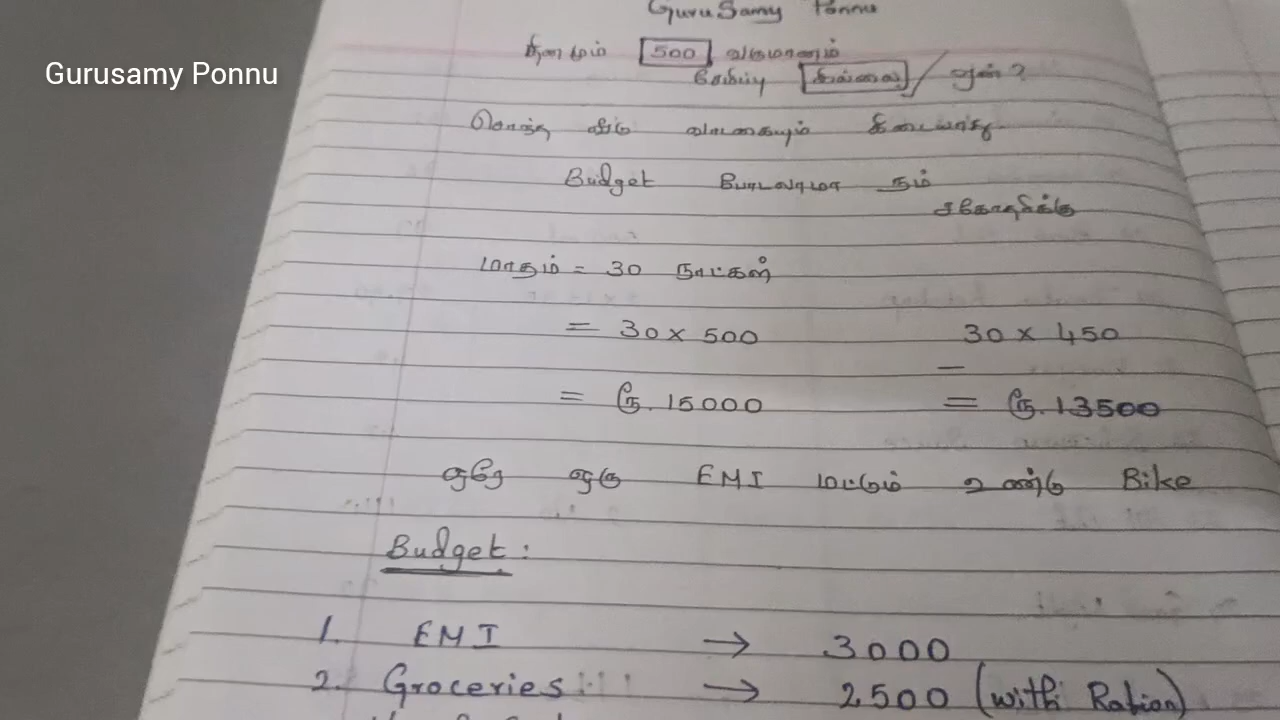 GuruSamy Ponnu
Gurusamy Ponnu
தினமும் 500 வருமானம்
சேமிப்பு இல்லை / ஏன் ?
சொந்த வீடு வாடகையும் கிடையாது
Budget போடலாமா நம்
சகோதரிக்கு
மாதம் = 30 நாட்கள்
= 30 x 500 30 x 450
= ரூ. 15000 = ரூ. 13500
ஒரே ஒரு EMI மட்டும் உண்டு Bike
Budget :
1. EMI → 3000
2. Groceries → 2500 (with Ration)